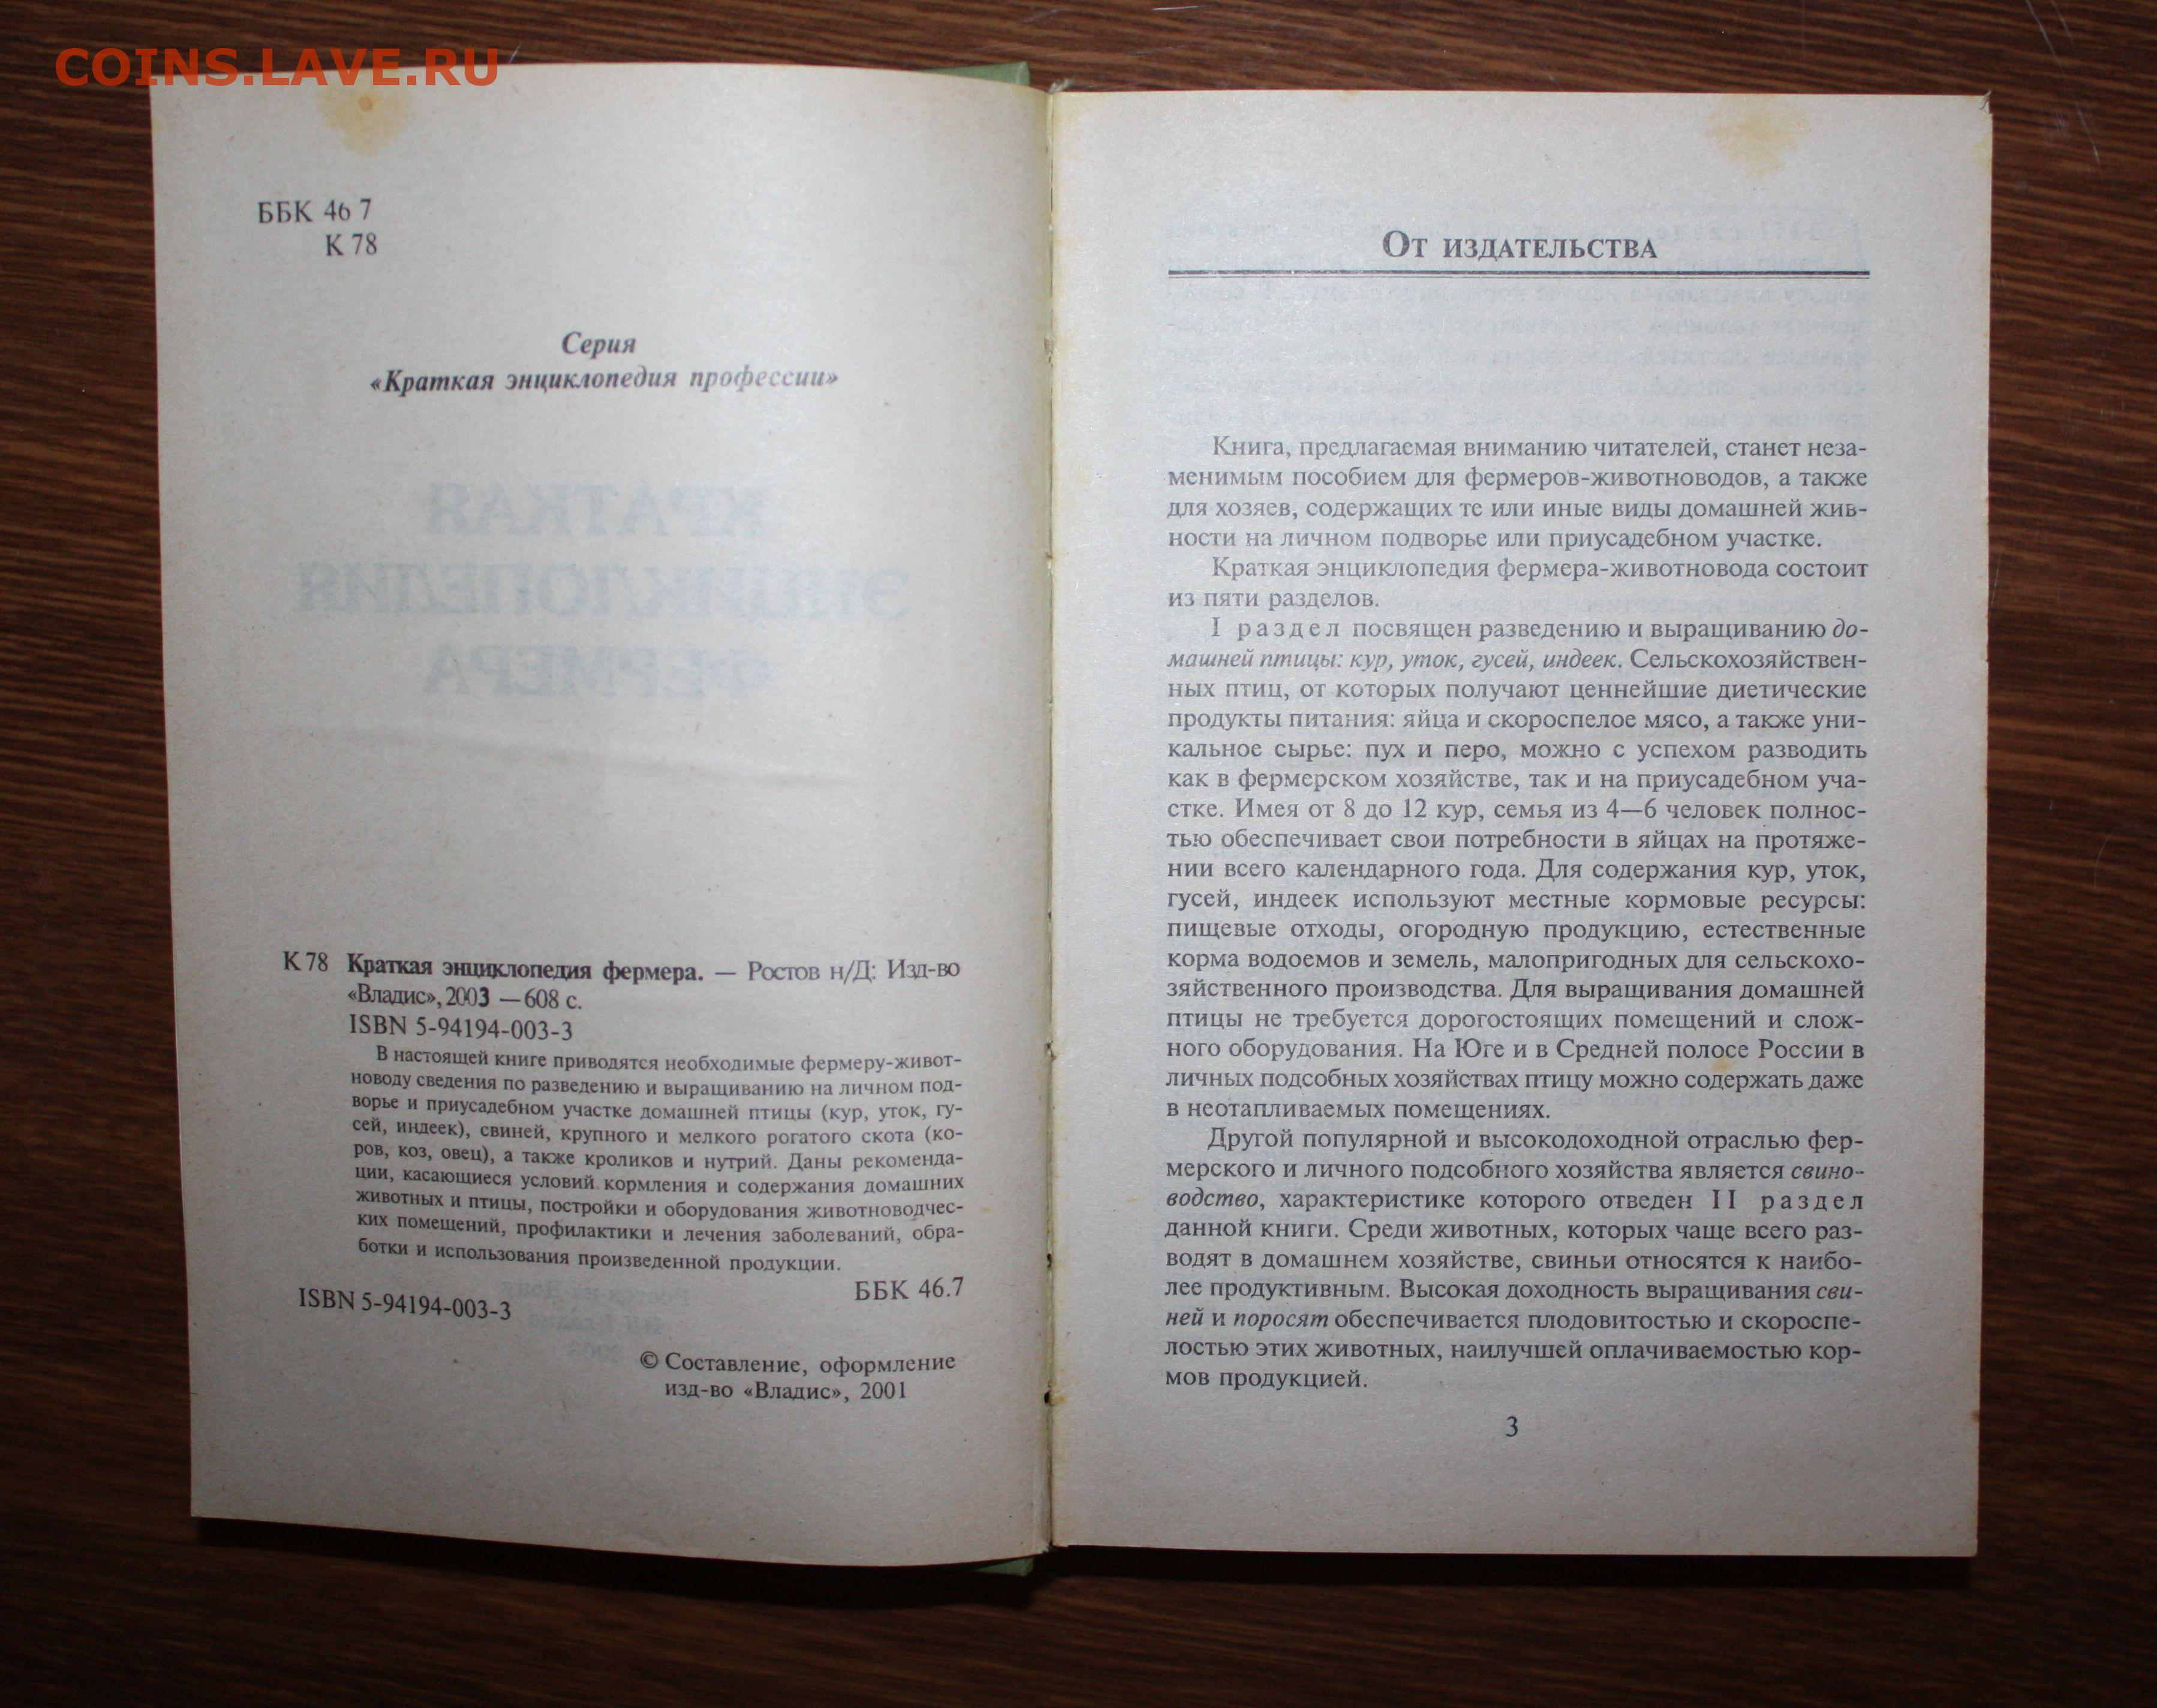 COINS.LAVE.RU
ББК 46 7
К 78
Серия
«Краткая энциклопедия профессии»
К 78 Краткая энциклопедия фермера. — Ростов н/Д: Изд-во
«Владис», 2003 — 608 с.
ISBN 5-94194-003-3
В настоящей книге приводятся необходимые фермеру-живот-
новоду сведения по разведению и выращиванию на личном под-
ворье и приусадебном участке домашней птицы (кур, уток, гу-
сей, индеек), свиней, крупного и мелкого рогатого скота (ко-
ров, коз, овец), а также кроликов и нутрий. Даны рекоменда-
ции, касающиеся условий кормления и содержания домашних
животных и птицы, постройки и оборудования животноводчес-
ких помещений, профилактики и лечения заболеваний, обра-
ботки и использования произведенной продукции.
ББК 46.7
ISBN 5-94194-003-3
© Составление, оформление
изд-во «Владис», 2001
От издательства
Книга, предлагаемая вниманию читателей, станет неза-
менимым пособием для фермеров-животноводов, а также
для хозяев, содержащих те или иные виды домашней жив-
ности на личном подворье или приусадебном участке.
Краткая энциклопедия фермера-животновода состоит
из пяти разделов.
I раздел посвящен разведению и выращиванию до-
машней птицы: кур, уток, гусей, индеек. Сельскохозяйствен-
ных птиц, от которых получают ценнейшие диетические
продукты питания: яйца и скороспелое мясо, а также уни-
кальное сырье: пух и перо, можно с успехом разводить
как в фермерском хозяйстве, так и на приусадебном уча-
стке. Имея от 8 до 12 кур, семья из 4—6 человек полнос-
тью обеспечивает свои потребности в яйцах на протяже-
нии всего календарного года. Для содержания кур, уток,
гусей, индеек используют местные кормовые ресурсы:
пищевые отходы, огородную продукцию, естественные
корма водоемов и земель, малопригодных для сельскохо-
зяйственного производства. Для выращивания домашней
птицы не требуется дорогостоящих помещений и слож-
ного оборудования. На Юге и в Средней полосе России в
личных подсобных хозяйствах птицу можно содержать даже
в неотапливаемых помещениях.
Другой популярной и высокодоходной отраслью фер-
мерского и личного подсобного хозяйства является свино-
водство, характеристике которого отведен II раздел
данной книги. Среди животных, которых чаще всего раз-
водят в домашнем хозяйстве, свиньи относятся к наибо-
лее продуктивным. Высокая доходность выращивания сви-
ней и поросят обеспечивается плодовитостью и скороспе-
лостью этих животных, наилучшей оплачиваемостью кор-
мов продукцией.
3